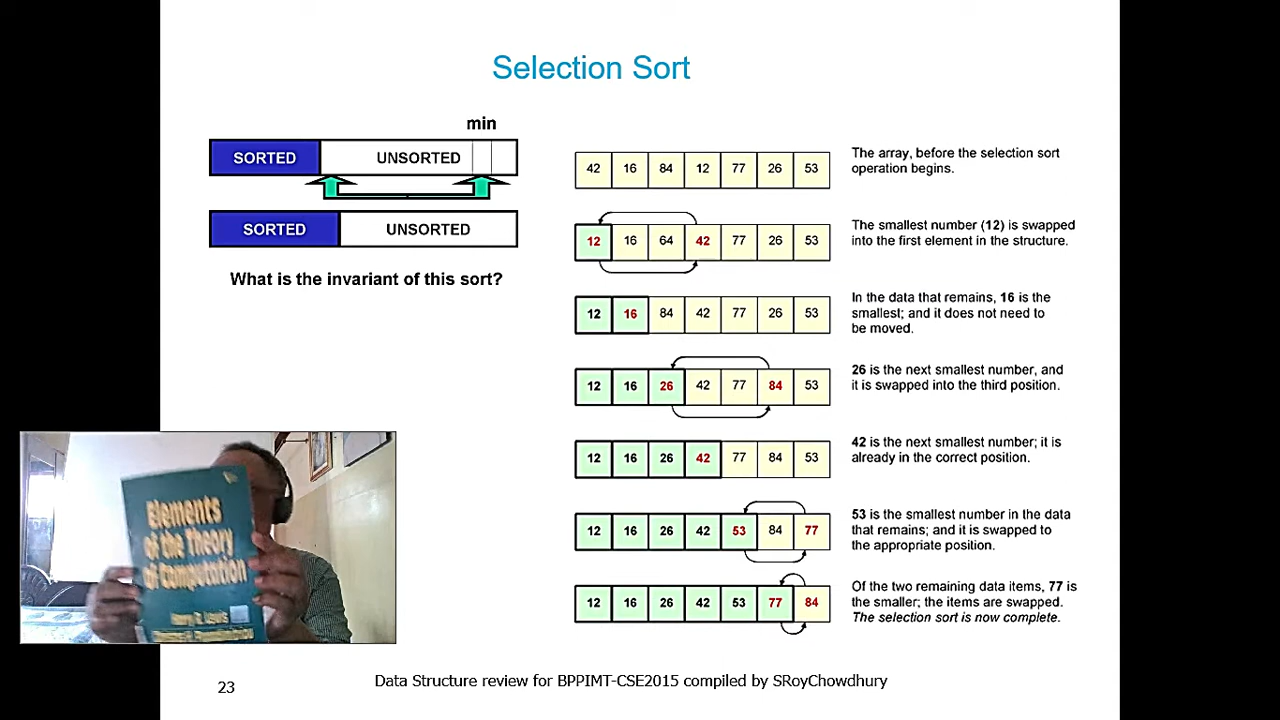 Selection Sort
min
SORTED UNSORTED
SORTED UNSORTED
What is the invariant of this sort?
42 16 84 12 77 26 53
The array, before the selection sort
operation begins.
12 16 64 42 77 26 53
The smallest number (12) is swapped
into the first element in the structure.
12 16 84 42 77 26 53
In the data that remains, 16 is the
smallest; and it does not need to
be moved.
12 16 26 42 77 84 53
26 is the next smallest number, and
it is swapped into the third position.
12 16 26 42 77 84 53
42 is the next smallest number; it is
already in the correct position.
12 16 26 42 53 84 77
53 is the smallest number in the data
that remains; and it is swapped to
the appropriate position.
12 16 26 42 53 77 84
Of the two remaining data items, 77 is
the smaller; the items are swapped.
The selection sort is now complete.
Elements
of the Theory
of Computation
23
Data Structure review for BPPIMT-CSE2015 compiled by SRoyChowdhury